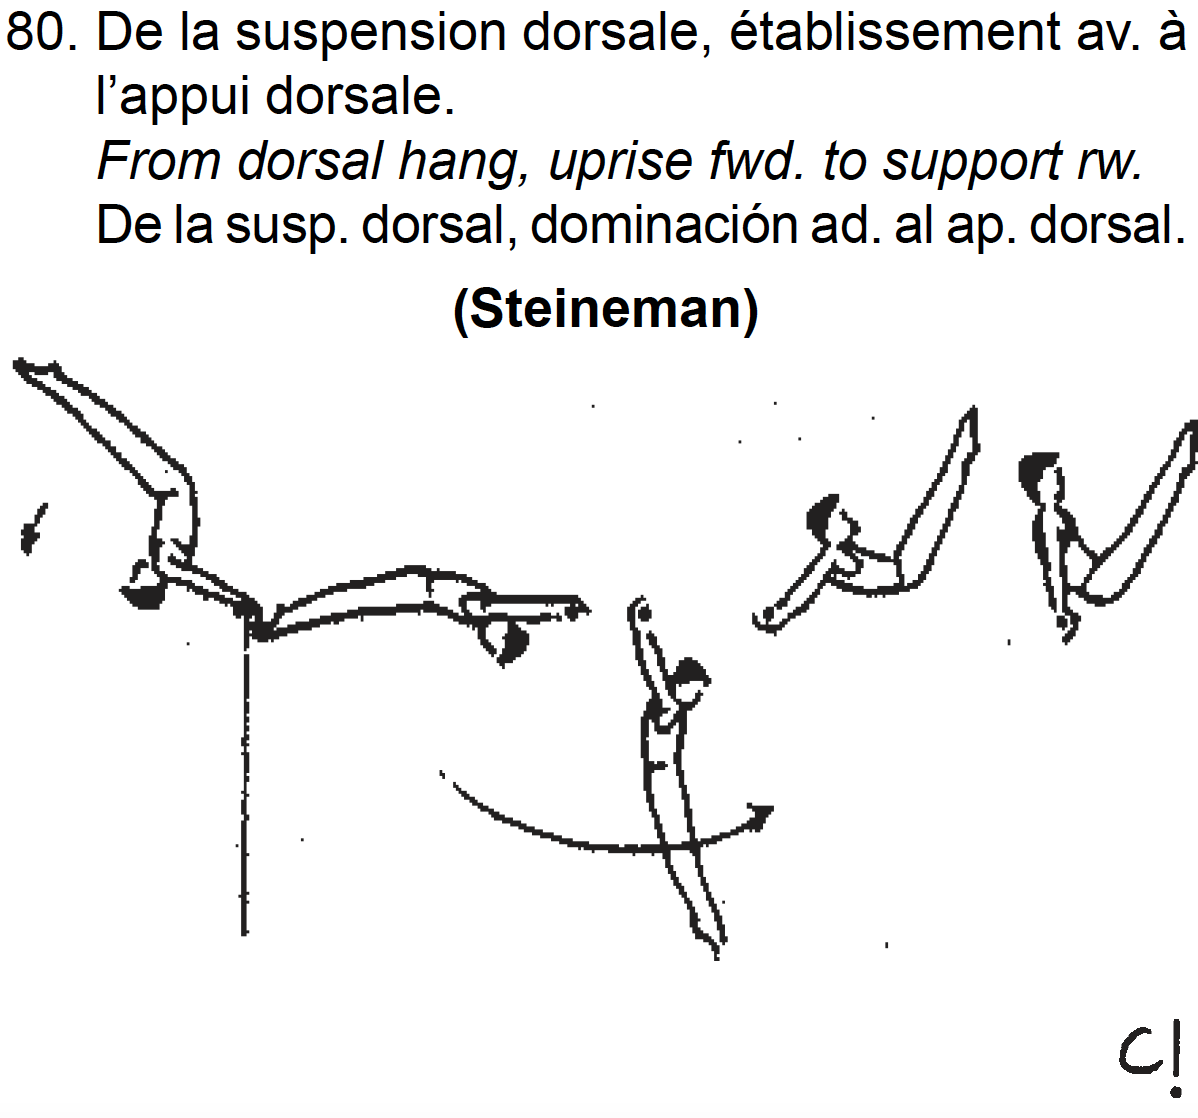 80. De la suspension dorsale, établissement av. à
l’appui dorsale.
From dorsal hang, uprise fwd. to support rw.
De la susp. dorsal, dominación ad. al ap. dorsal.
(Steineman)
C!